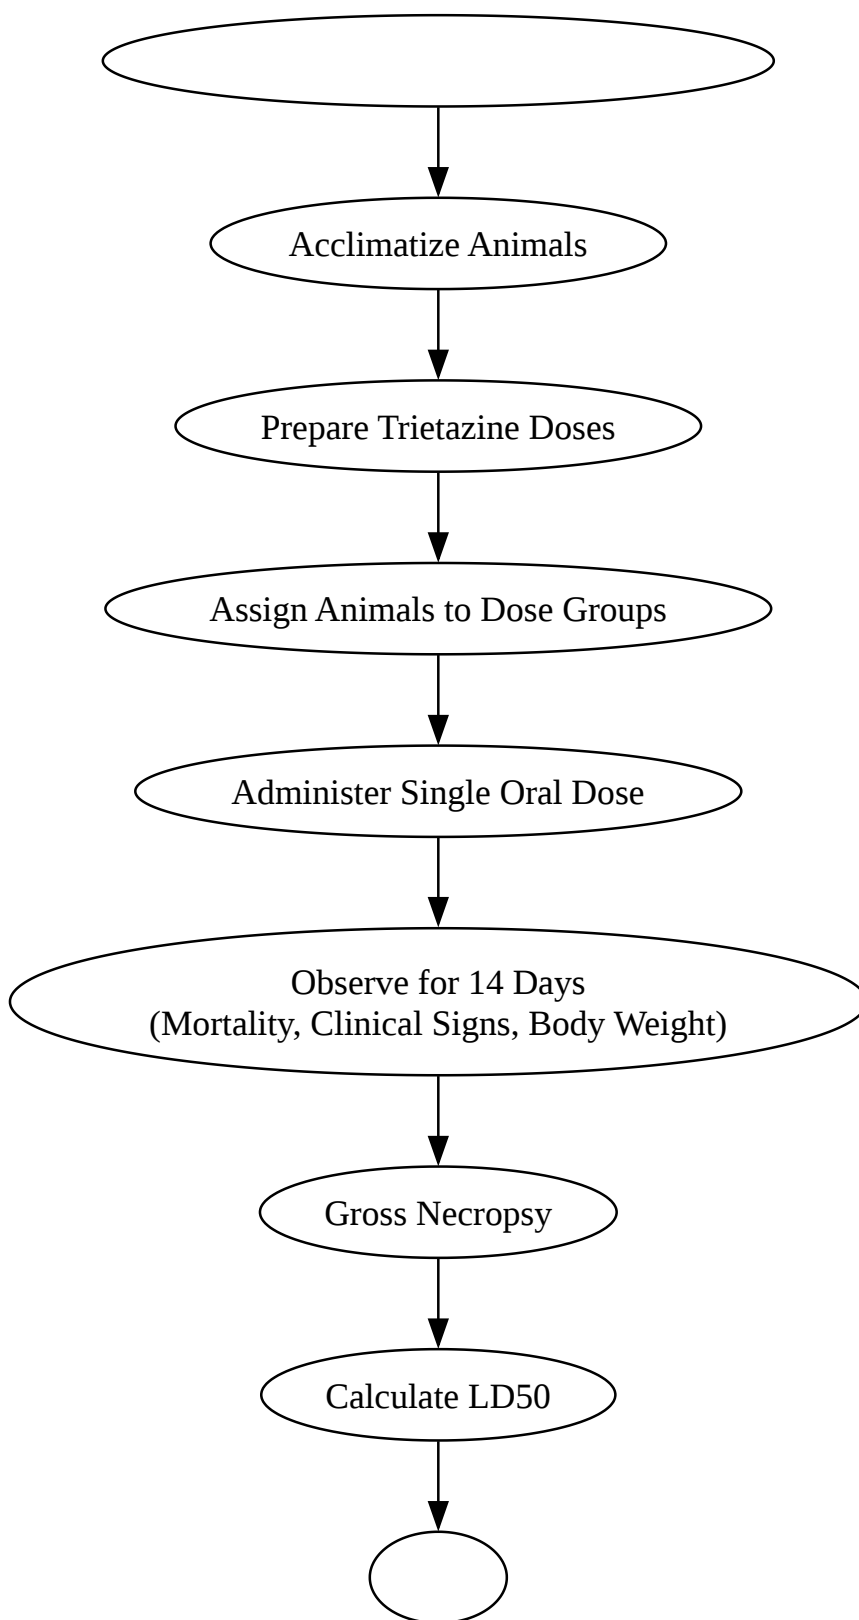 Acclimatize Animals
Prepare Trietazine Doses
Assign Animals to Dose Groups
Administer Single Oral Dose
Observe for 14 Days
(Mortality, Clinical Signs, Body Weight)
Gross Necropsy
Calculate LD50